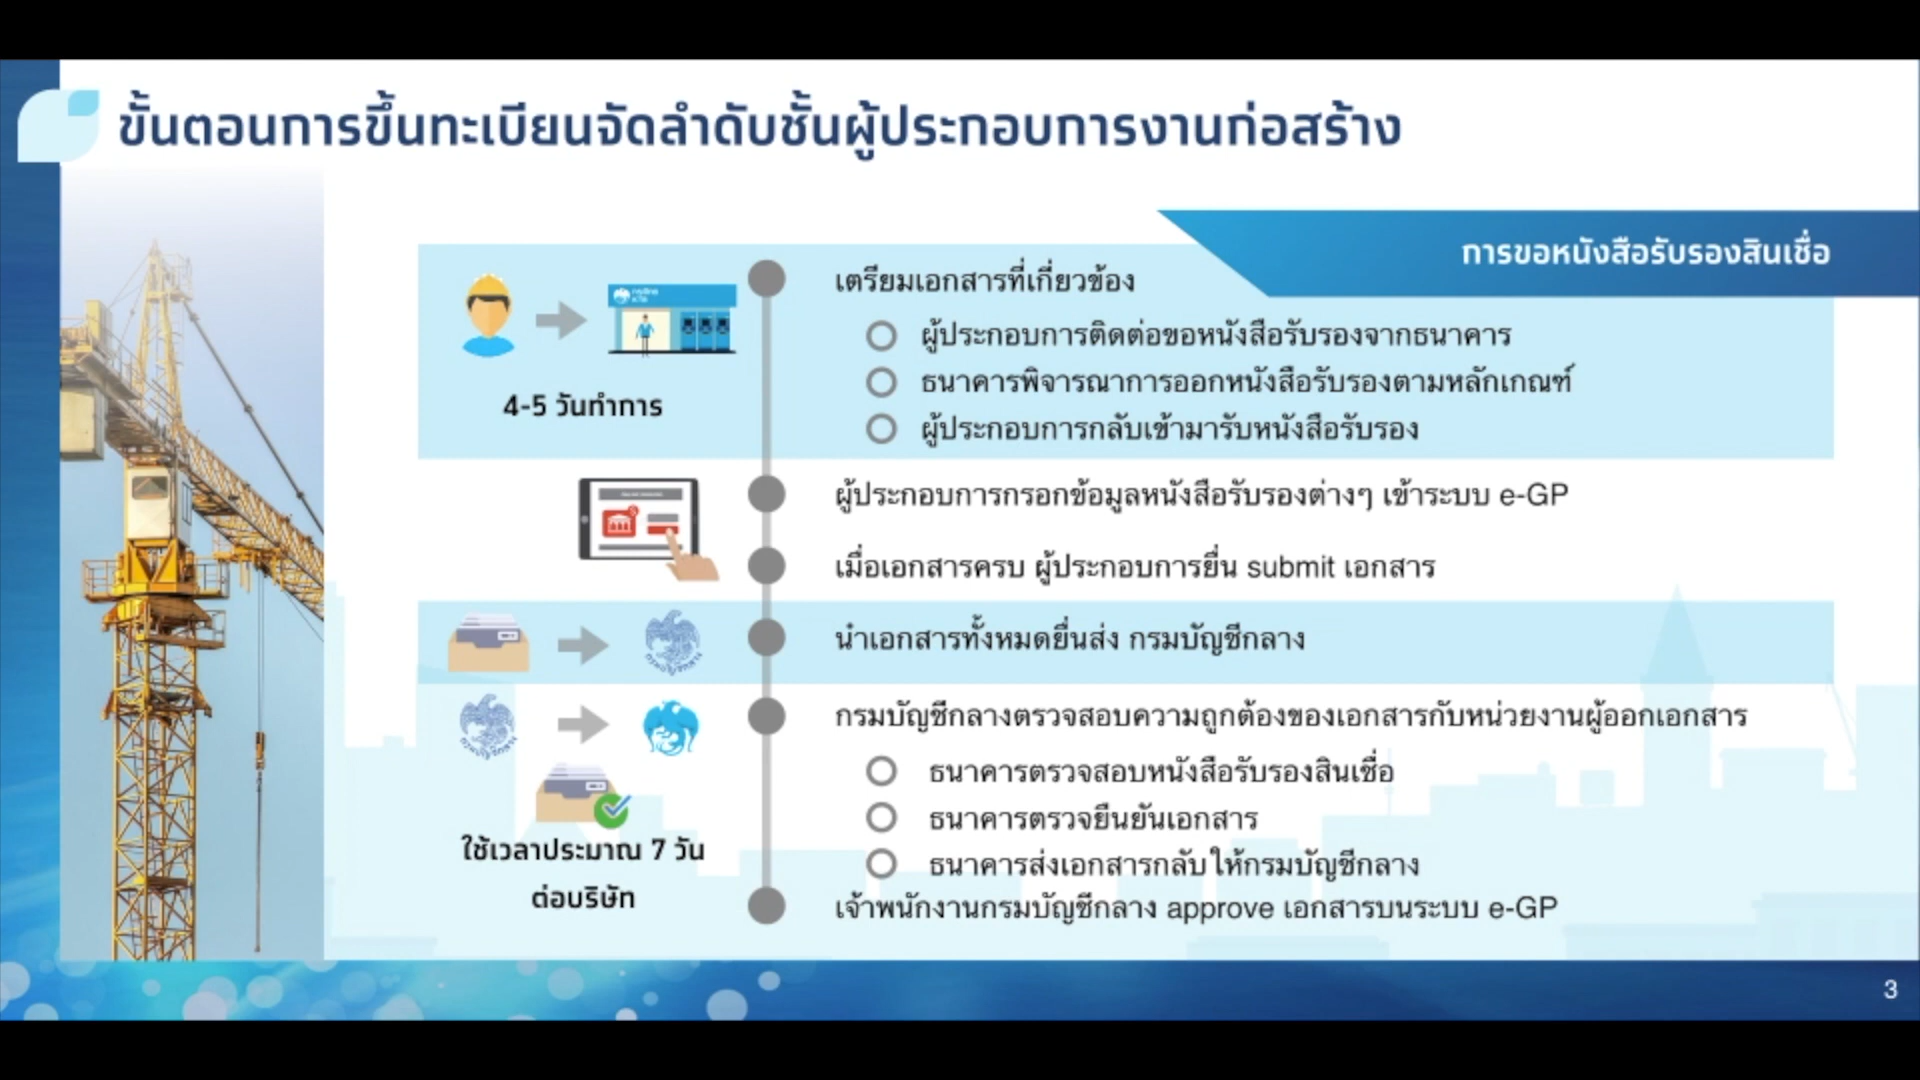 ขั้นตอนการขึ้นทะเบียนจัดลำดับชั้นผู้ประกอบการงานก่อสร้าง
การขอหนังสือรับรองสินเชื่อ
เตรียมเอกสารที่เกี่ยวข้อง
ผู้ประกอบการติดต่อขอหนังสือรับรองจากธนาคาร
ธนาคารพิจารณาการออกหนังสือรับรองตามหลักเกณฑ์
ผู้ประกอบการกลับเข้ามารับหนังสือรับรอง
4-5 วันทำการ
ผู้ประกอบการกรอกข้อมูลหนังสือรับรองต่างๆ เข้าระบบ e-GP
เมื่อเอกสารครบ ผู้ประกอบการยื่น submit เอกสาร
นำเอกสารทั้งหมดยื่นส่ง กรมบัญชีกลาง
กรมบัญชีกลางตรวจสอบความถูกต้องของเอกสารกับหน่วยงานผู้ออกเอกสาร
ธนาคารตรวจสอบหนังสือรับรองสินเชื่อ
ธนาคารตรวจยืนยันเอกสาร
ธนาคารส่งเอกสารกลับให้กรมบัญชีกลาง
ใช้เวลาประมาณ 7 วัน
ต่อบริษัท
เจ้าพนักงานกรมบัญชีกลาง approve เอกสารบนระบบ e-GP
3